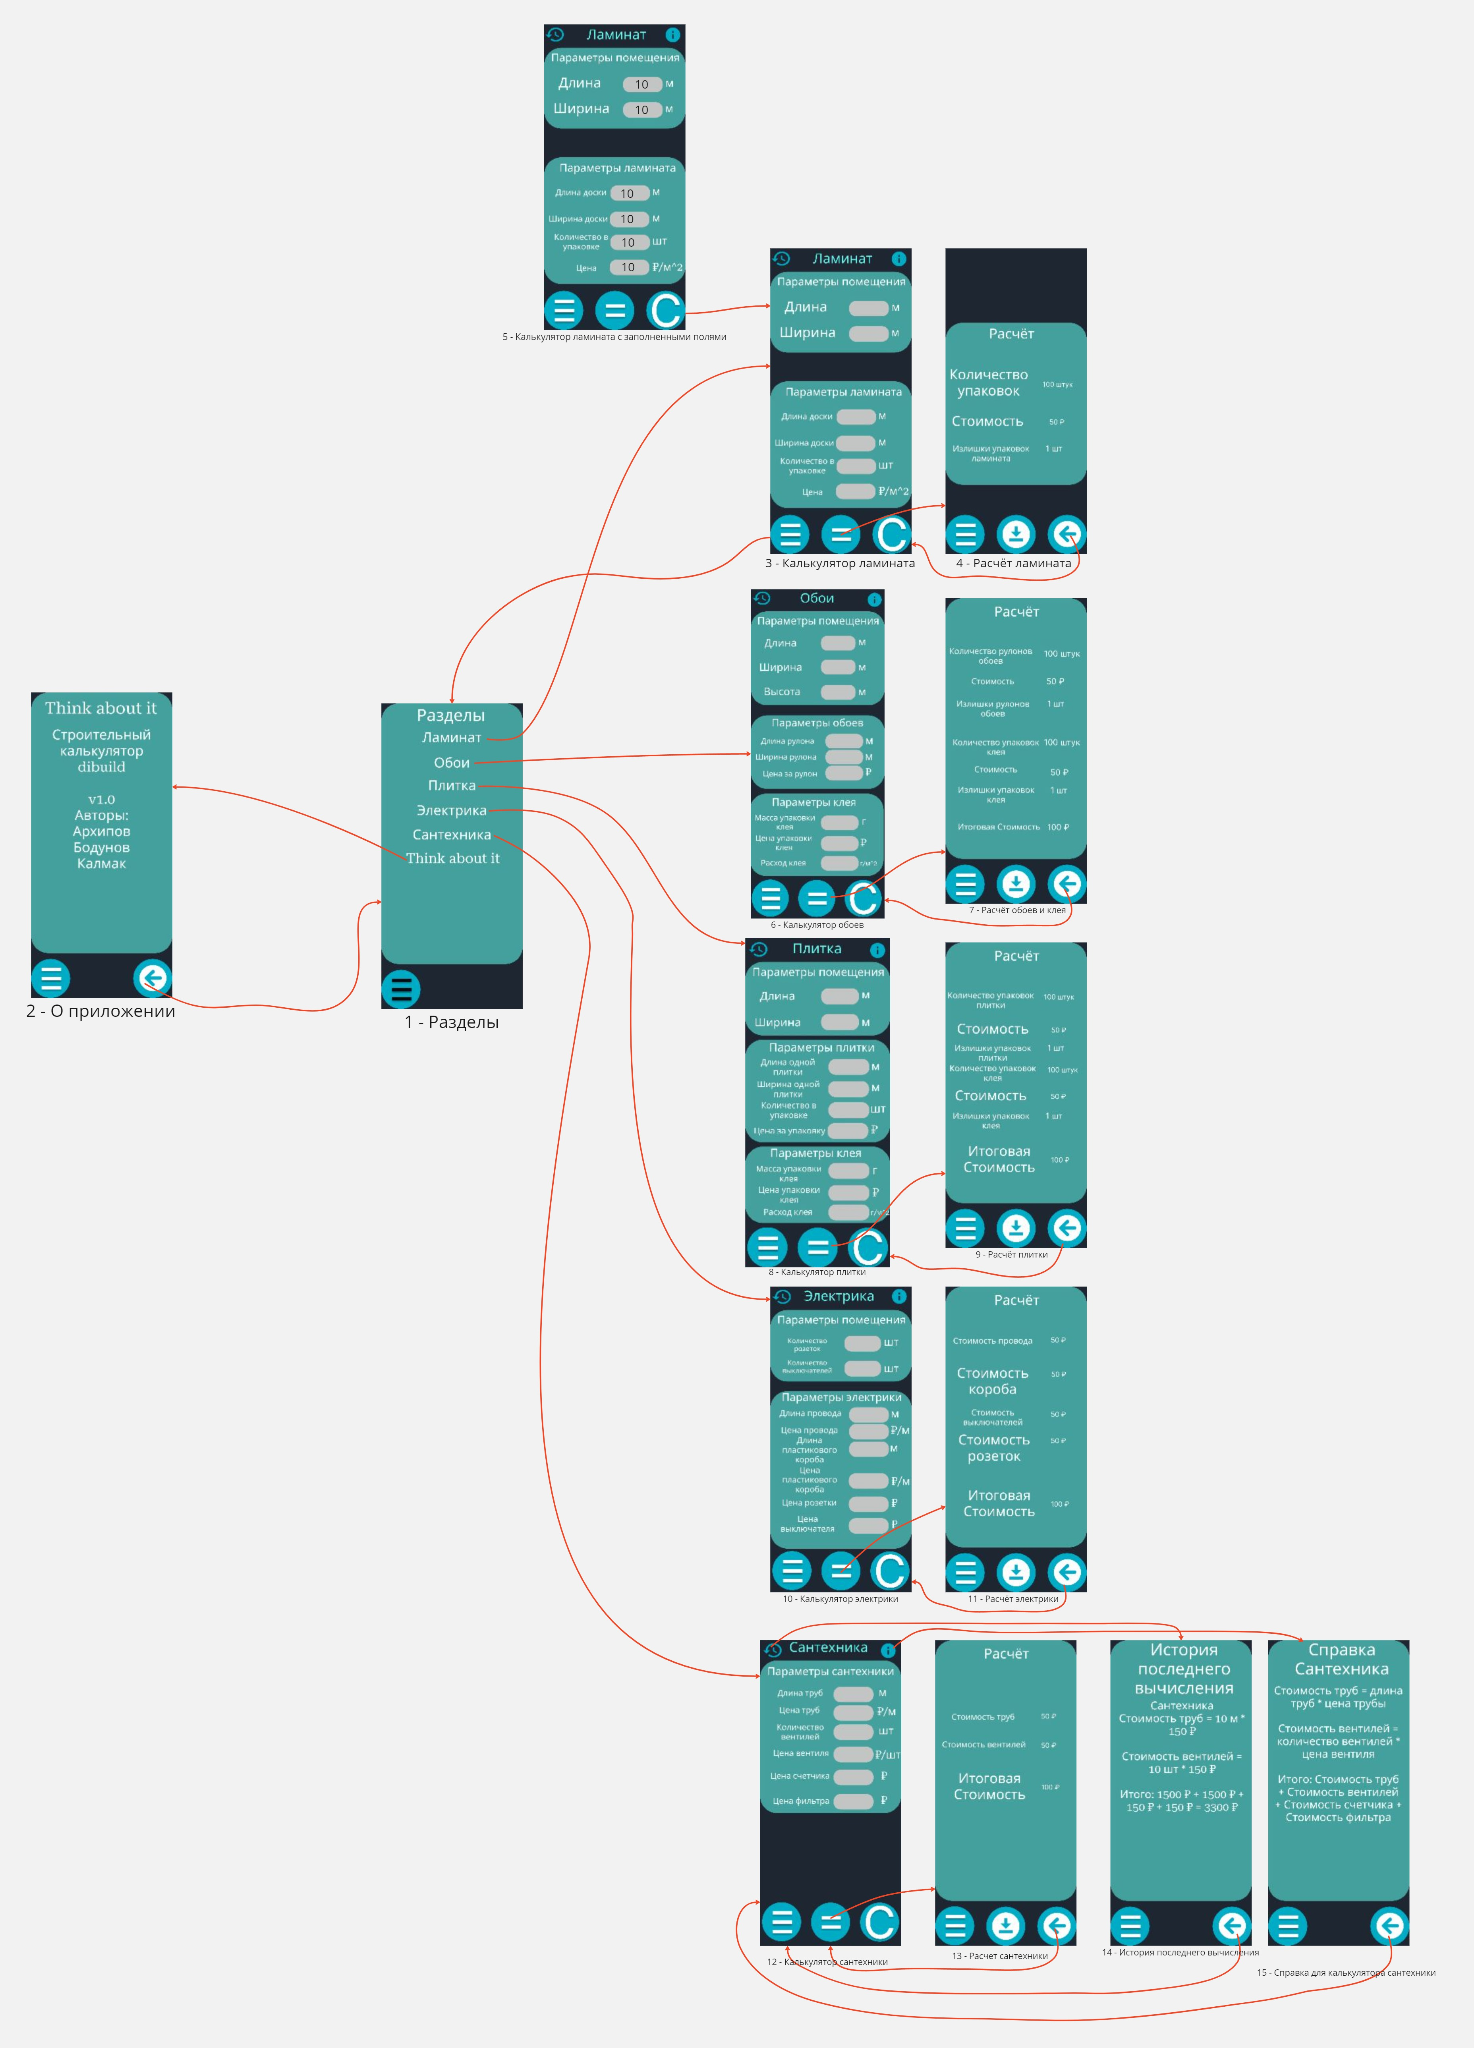 Ламинат
Параметры помещения
Длина 10 м
Ширина 10 м
Параметры ламината
Длина доски 10 м
Ширина доски 10 м
Количество в
упаковке 10 шт
Цена 10 ₽/м^2
5 - Калькулятор ламината с заполненными полями
Ламинат
Параметры помещения
Длина м
Ширина м
Параметры ламината
Длина доски м
Ширина доски м
Количество в
упаковке шт
Цена ₽/м^2
3 - Калькулятор ламината
Расчёт
Количество
упаковок 100 штук
Стоимость 50 ₽
Излишки упаковок
ламината 1 шт
4 - Расчёт ламината
Think about it
Строительный
калькулятор
dibuild
v1.0
Авторы:
Архипов
Бодунов
Калмак
2 - О приложении
Разделы
Ламинат
Обои
Плитка
Электрика
Сантехника
Think about it
1 - Разделы
Обои
Параметры помещения
Длина м
Ширина м
Высота м
Параметры обоев
Длина рулона м
Ширина рулона м
Цена за рулон ₽
Параметры клея
Масса упаковки
клея г
Цена упаковки
клея ₽
Расход клея г/м^2
6 - Калькулятор обоев
Расчёт
Количество рулонов
обоев 100 штук
Стоимость 50 ₽
Излишки рулонов
обоев 1 шт
Количество упаковок
клея 100 штук
Стоимость 50 ₽
Излишки упаковок
клея 1 шт
Итоговая Стоимость 100 ₽
7 - Расчёт обоев и клея
Плитка
Параметры помещения
Длина м
Ширина м
Параметры плитки
Длина одной
плитки м
Ширина одной
плитки м
Количество в
упаковке шт
Цена за упаковку ₽
Параметры клея
Масса упаковки
клея г
Цена упаковки
клея ₽
Расход клея г/м^2
8 - Калькулятор плитки
Расчёт
Количество упаковок
плитки 100 штук
Стоимость 50 ₽
Излишки упаковок
плитки 1 шт
Количество упаковок
клея 100 штук
Стоимость 50 ₽
Излишки упаковок
клея 1 шт
Итоговая
Стоимость 100 ₽
9 - Расчёт плитки
Электрика
Параметры помещения
Количество
розеток шт
Количество
выключателей шт
Параметры электрики
Длина провода м
Цена провода ₽/м
Длина
пластикового
короба м
Цена
пластикового
короба ₽/м
Цена розетки ₽
Цена
выключателя ₽
10 - Калькулятор электрики
Расчёт
Стоимость провода 50 ₽
Стоимость
короба 50 ₽
Стоимость
выключателей 50 ₽
Стоимость
розеток 50 ₽
Итоговая
Стоимость 100 ₽
11 - Расчёт электрики
Сантехника
Параметры сантехники
Длина труб м
Цена труб ₽/м
Количество
вентилей шт
Цена вентиля ₽/шт
Цена счетчика ₽
Цена фильтра ₽
12 - Калькулятор сантехники
Расчёт
Стоимость труб 50 ₽
Стоимость вентилей 50 ₽
Итоговая
Стоимость 100 ₽
13 - Расчет сантехники
История
последнего
вычисления
Сантехника
Стоимость труб = 10 м *
150 ₽
Стоимость вентилей =
10 шт * 150 ₽
Итого: 1500 ₽ + 1500 ₽ +
150 ₽ + 150 ₽ = 3300 ₽
14 - История последнего вычисления
Справка
Сантехника
Стоимость труб = длина
труб * цена трубы
Стоимость вентилей =
количество вентилей *
цена вентиля
Итого: Стоимость труб
+ Стоимость вентилей
+ Стоимость счетчика +
Стоимость фильтра
15 - Справка для калькулятора сантехники